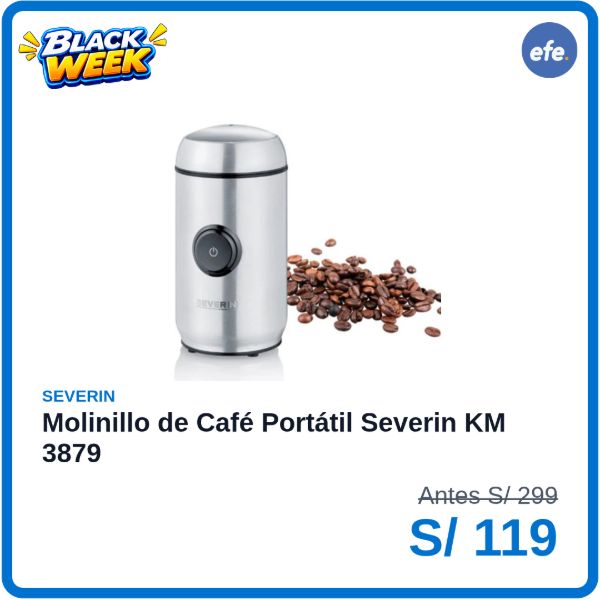 BLACK
WEEK
efe.
SEVERIN
SEVERIN
Molinillo de Café Portátil Severin KM
3879
Antes S/ 299
S/ 119